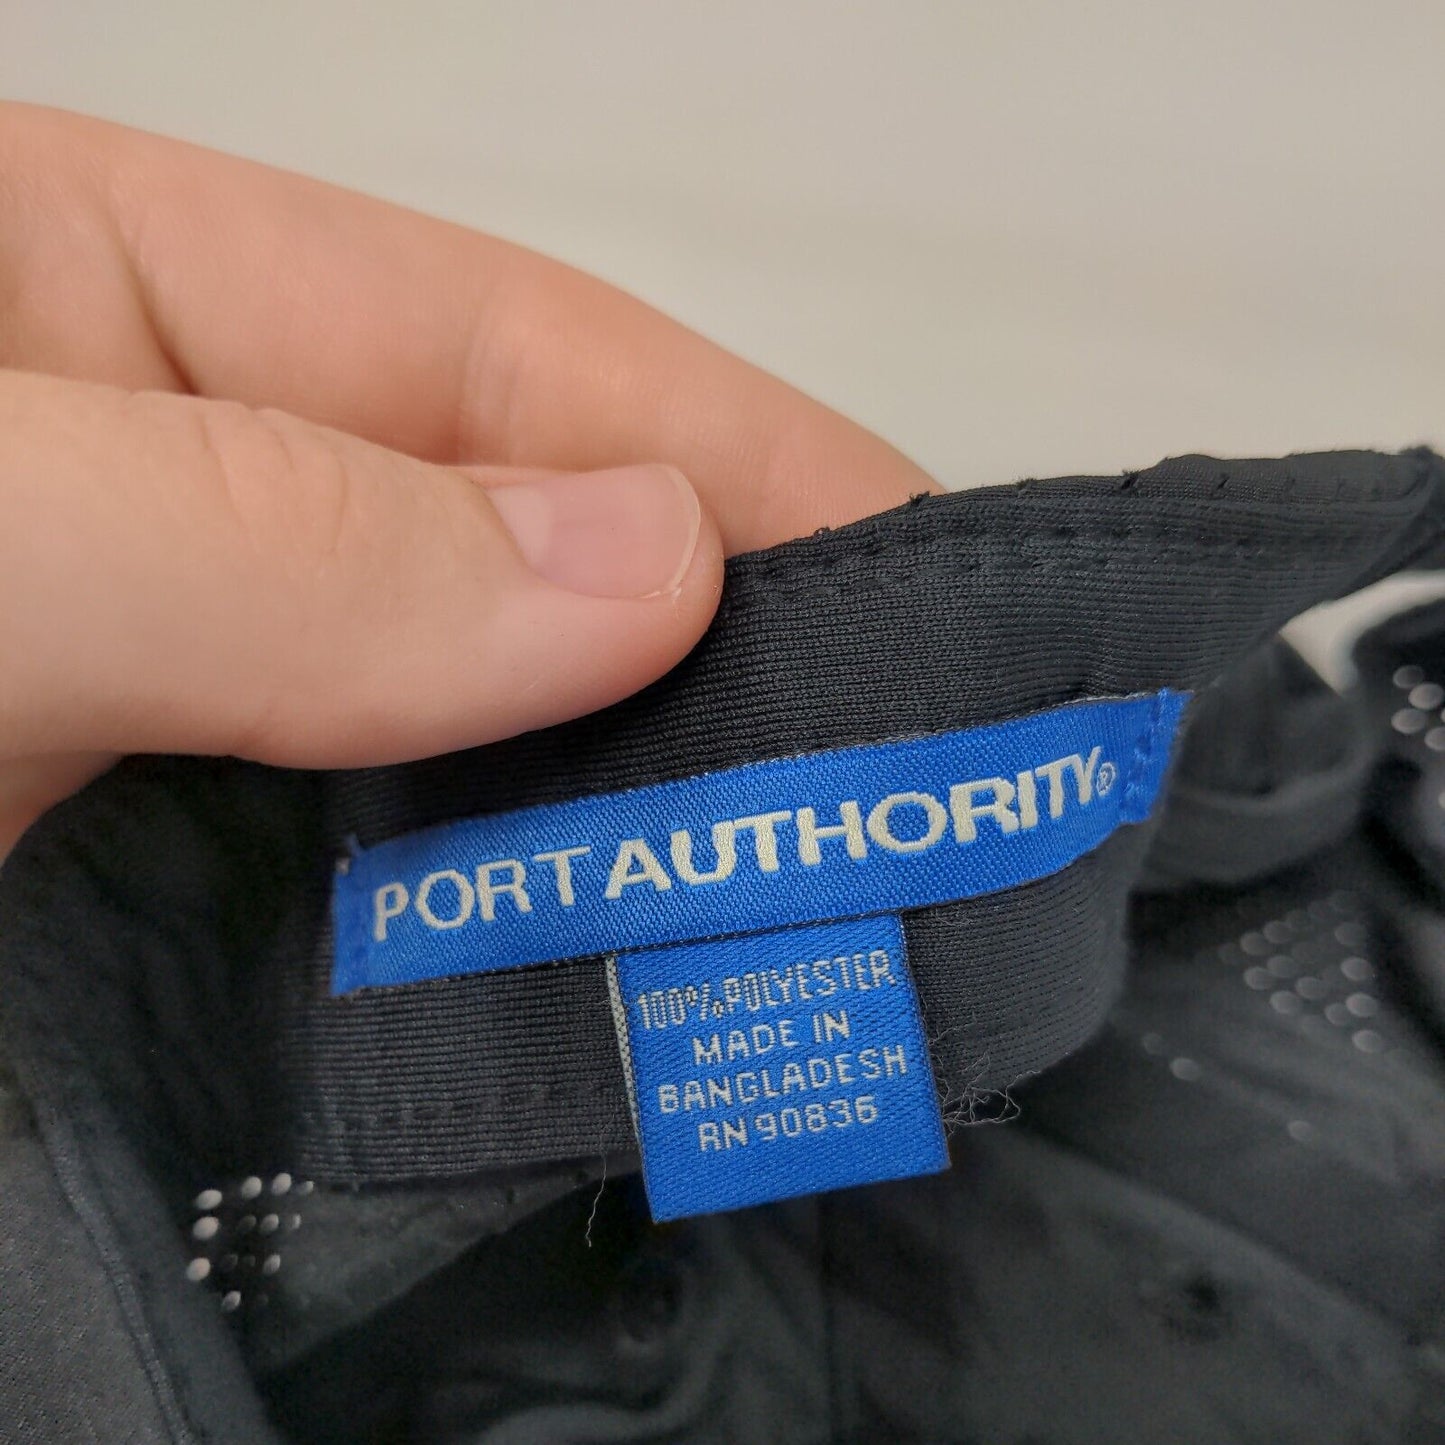 PORT AUTHORITY®
100% POLYESTER
MADE IN
BANGLADESH
RN 90836